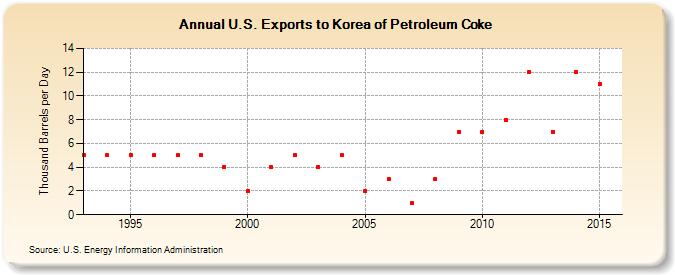 Annual U.S. Exports to Korea of Petroleum Coke
Thousand Barrels per Day
14
12
10
8
6
4
2
0
1995 2000 2005 2010 2015
Source: U.S. Energy Information Administration